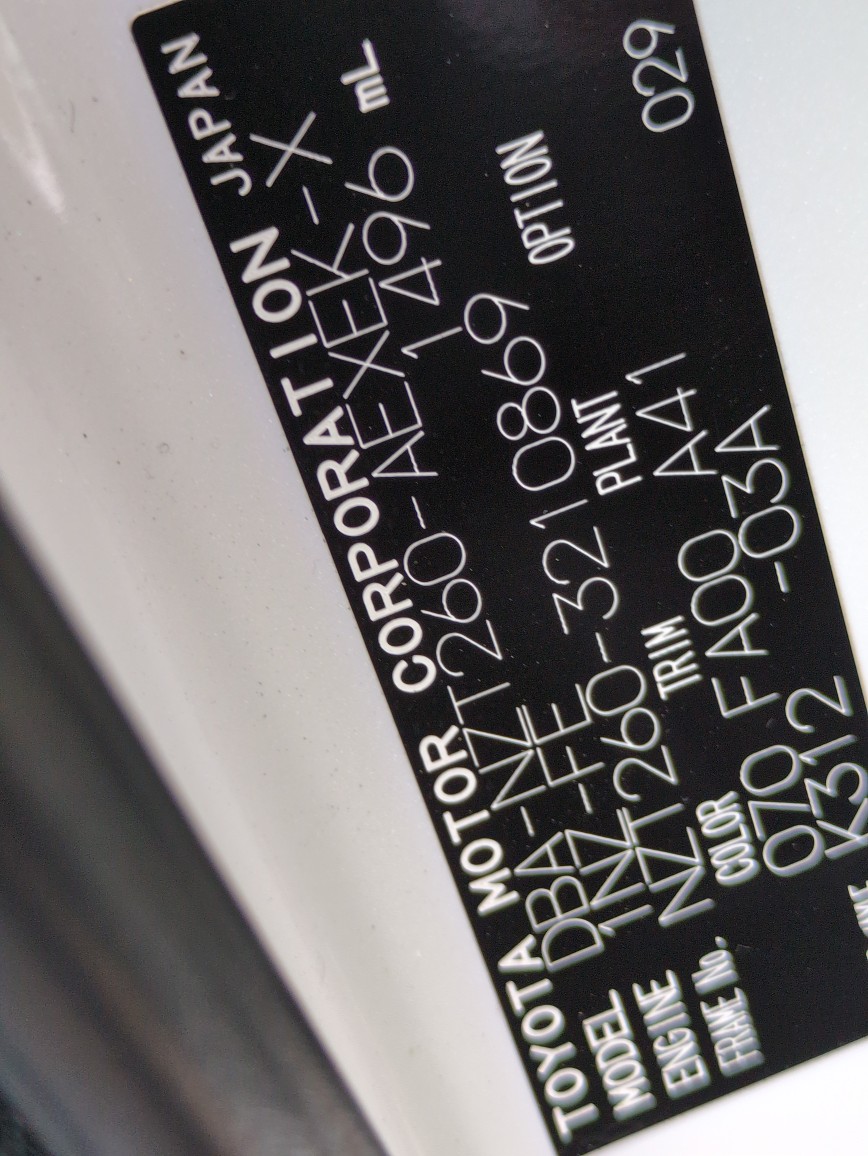 TOYOTA MOTOR CORPORATION JAPAN
MODEL DBA-NZT260-AEXEK-X
ENGINE 1NZ-FE 1496 mL
FRAME No. NZT260-3210869
COLOR TRIM PLANT OPTION
070 FA00 A41 029
K312 -03A